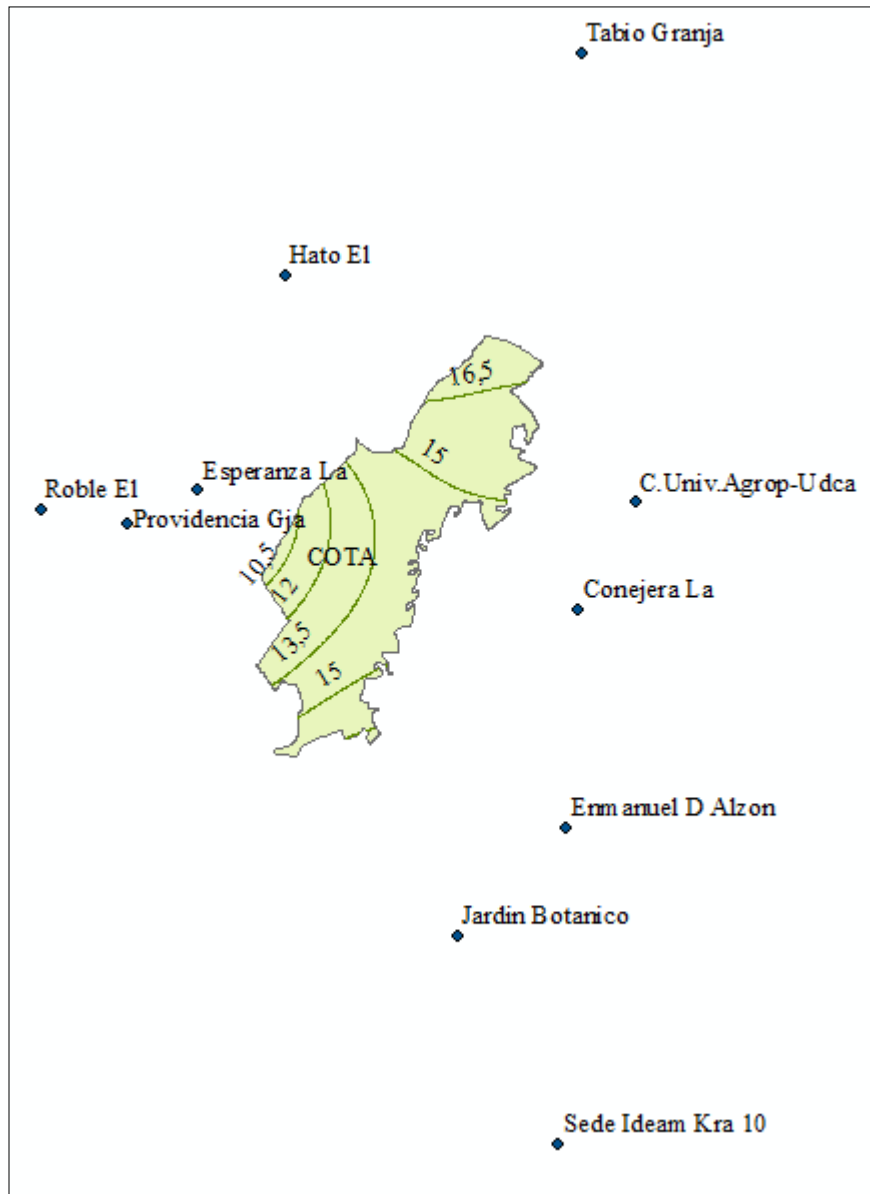 Tabio Granja
Hato El
16,5
15
Esperanza La
C.Univ.Agrop-Udca
Roble El
Providencia Gja
10,5
COTA
12
Conejera La
13,5
15
Enmanuel D Alzon
Jardin Botanico
Sede Ideam Kra 10